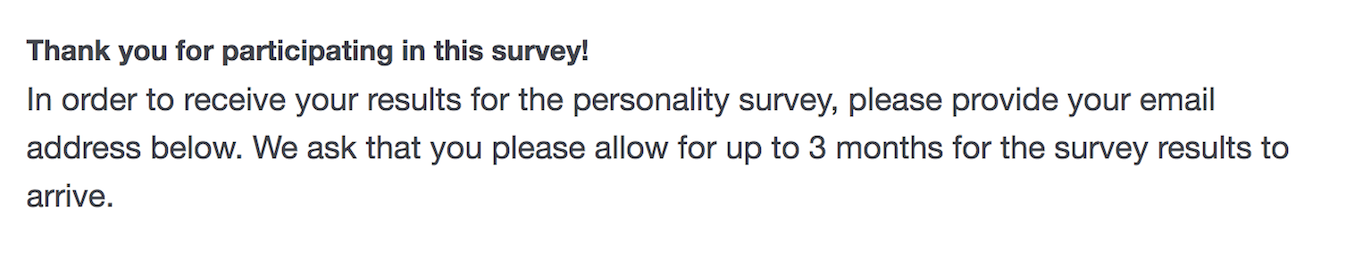 Thank you for participating in this survey!
In order to receive your results for the personality survey, please provide your email
address below. We ask that you please allow for up to 3 months for the survey results to
arrive.